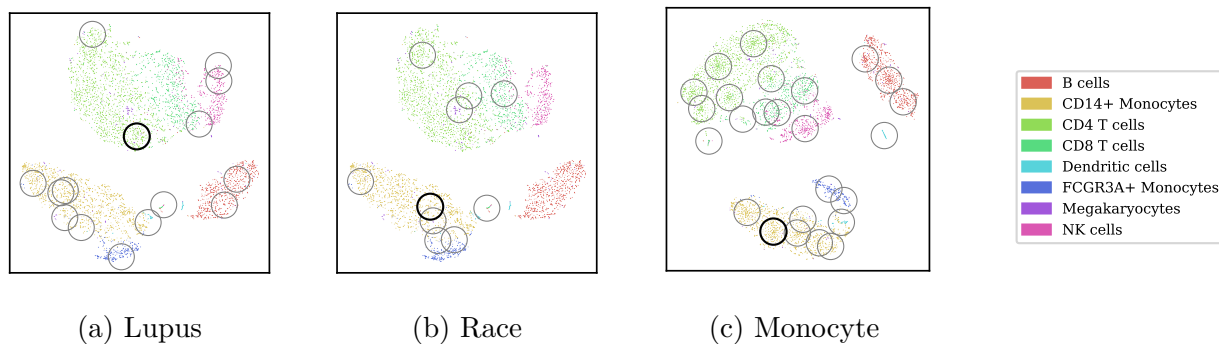 B cells
CD14+ Monocytes
CD4 T cells
CD8 T cells
Dendritic cells
FCGR3A+ Monocytes
Megakaryocytes
NK cells
(a) Lupus
(b) Race
(c) Monocyte